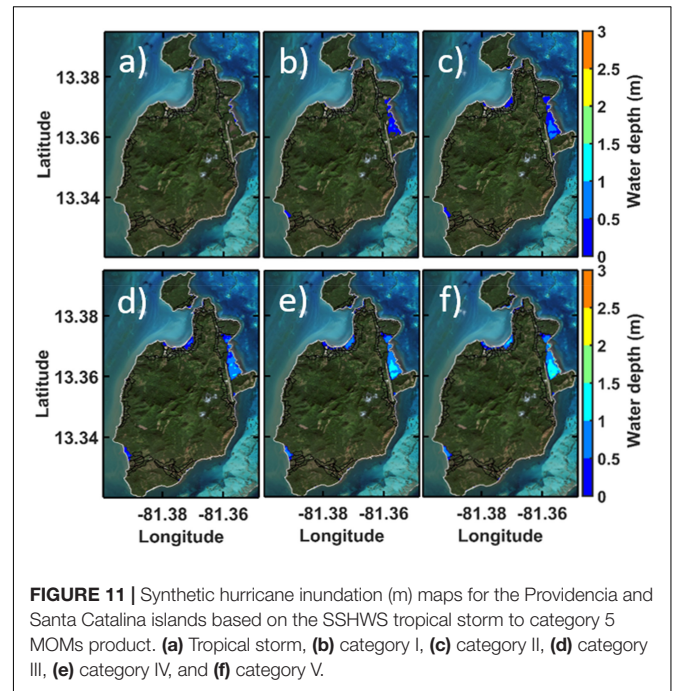 a)
b)
c)
3
2.5
2
1.5
1
0.5
0
Water depth (m)
13.38
13.36
13.34
Latitude
d)
e)
f)
3
2.5
2
1.5
1
0.5
0
Water depth (m)
13.38
13.36
13.34
Latitude
-81.38 -81.36
Longitude
-81.38 -81.36
Longitude
-81.38 -81.36
Longitude
FIGURE 11 | Synthetic hurricane inundation (m) maps for the Providencia and
Santa Catalina islands based on the SSHWS tropical storm to category 5
MOMs product. (a) Tropical storm, (b) category I, (c) category II, (d) category
III, (e) category IV, and (f) category V.